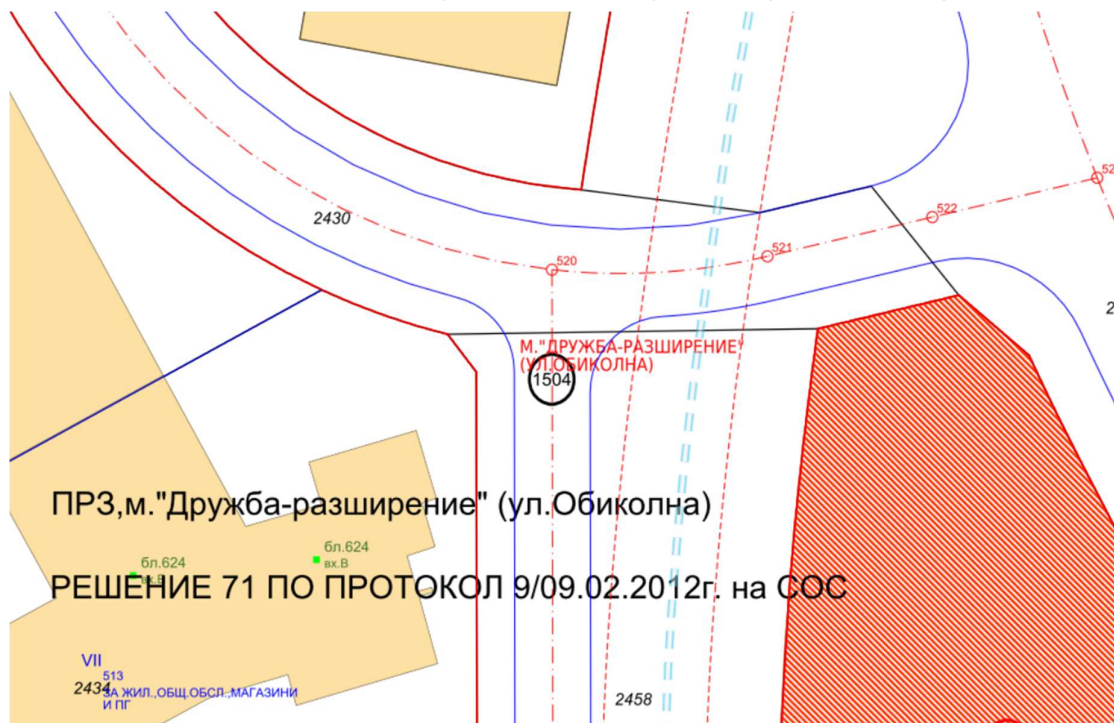 2430
520
521
522
М."ДРУЖБА-РАЗШИРЕНИЕ"
(УЛ.ОБИКОЛНА)
1504
ПРЗ,м."Дружба-разширение" (ул.Обиколна)
бл.624
вх.В
бл.624
РЕШЕНИЕ 71 ПО ПРОТОКОЛ 9/09.02.2012г. на СОС
VII
513
2434
ЗА ЖИЛ.,ОБЩ.ОБСЛ.,МАГАЗИНИ
И ПГ
2458